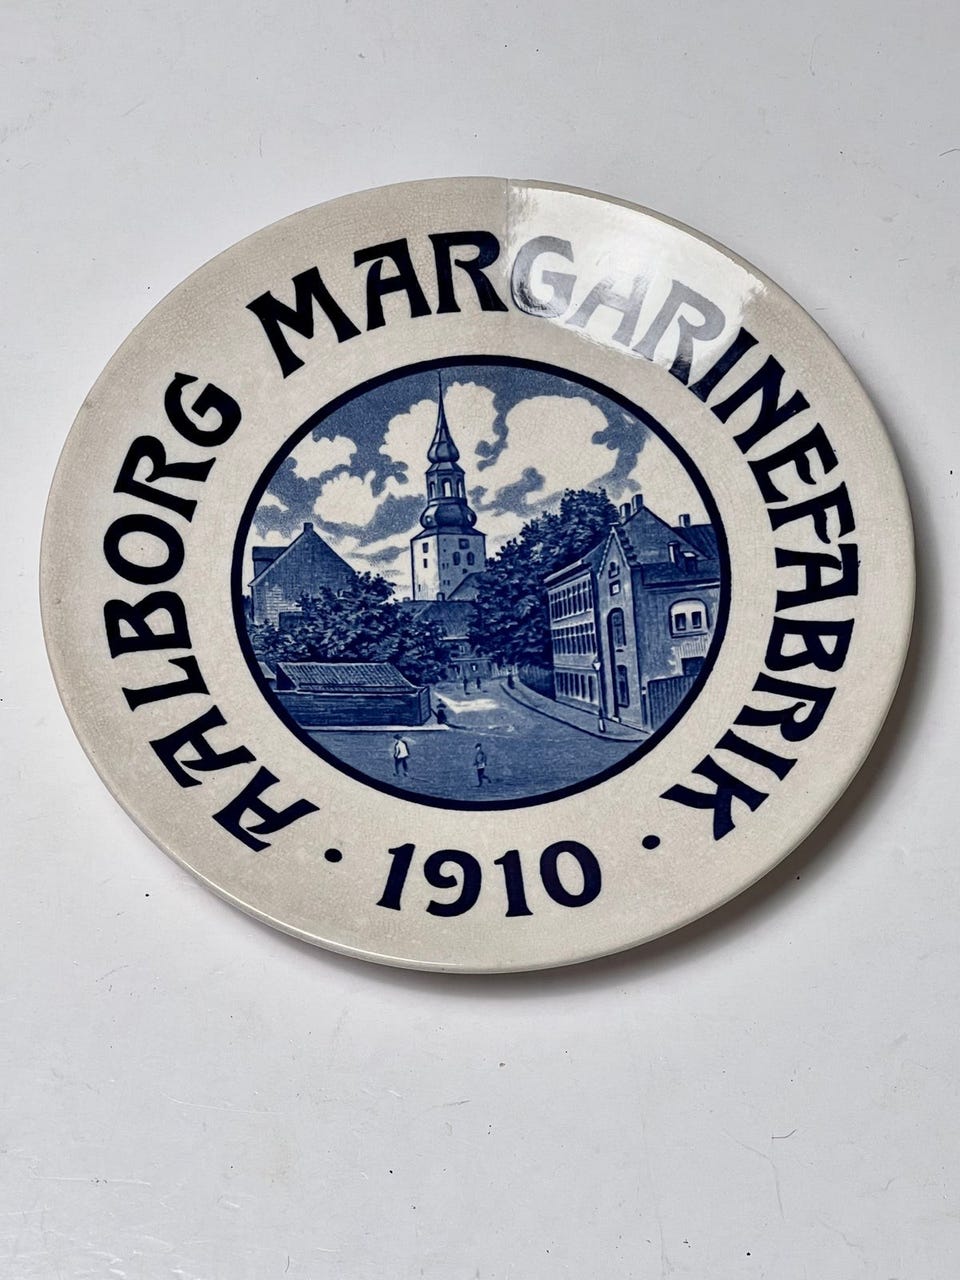 AALBORG MARGARINEFABRIK
· 1910 ·